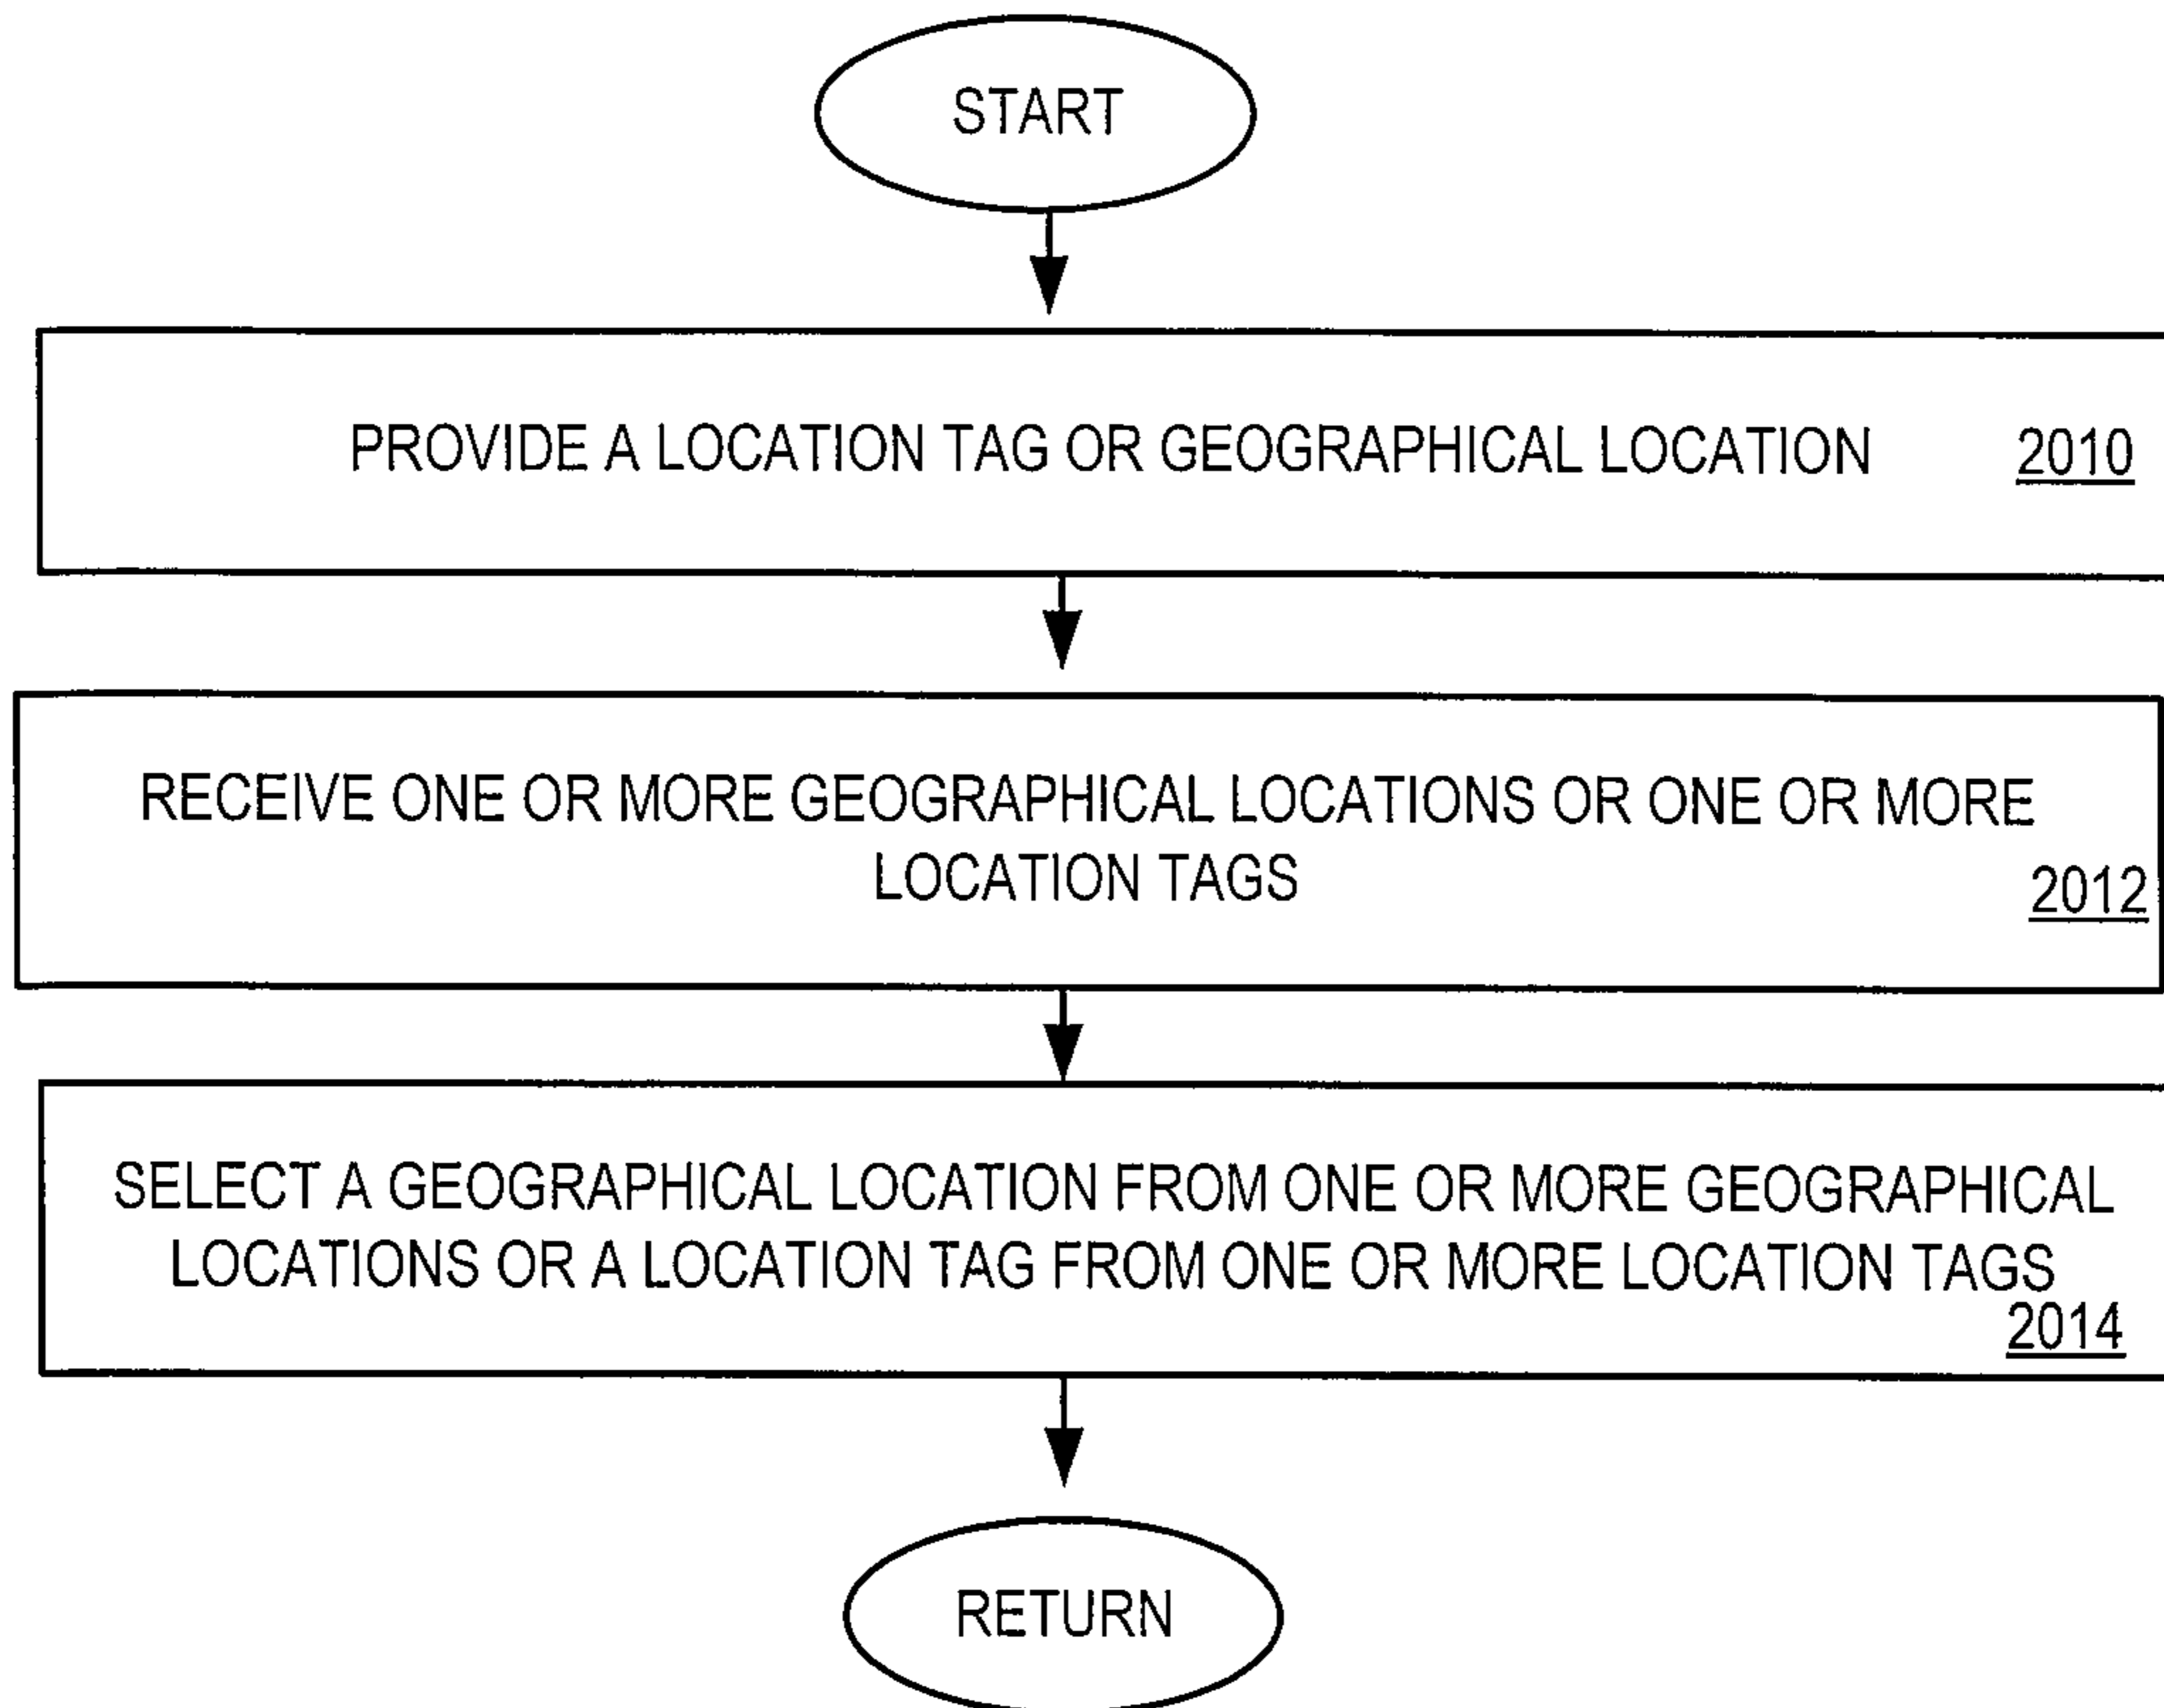 START
PROVIDE A LOCATION TAG OR GEOGRAPHICAL LOCATION 2010
RECEIVE ONE OR MORE GEOGRAPHICAL LOCATIONS OR ONE OR MORE
LOCATION TAGS
2012
SELECT A GEOGRAPHICAL LOCATION FROM ONE OR MORE GEOGRAPHICAL
LOCATIONS OR A LOCATION TAG FROM ONE OR MORE LOCATION TAGS
2014
RETURN